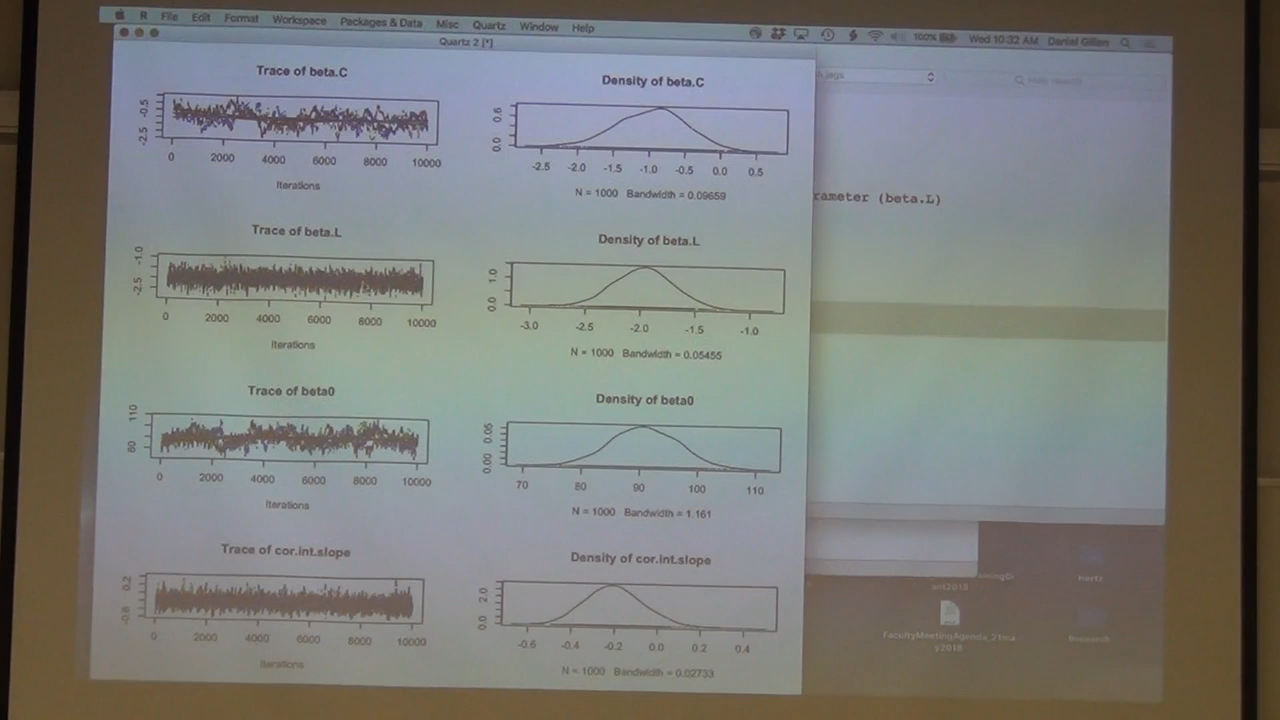 R File Edit Format Workspace Packages & Data Misc Quartz Window Help 100% Wed 10:32 AM Daniel Gillen
Quartz 2 [*]
Trace of beta.C
-0.5
-2.5
0 2000 4000 6000 8000 10000
Iterations
Density of beta.C
0.6
0.0
-2.5 -2.0 -1.5 -1.0 -0.5 0.0 0.5
N = 1000 Bandwidth = 0.09659
rameter (beta.L)
Trace of beta.L
-1.0
-2.5
0 2000 4000 6000 8000 10000
Iterations
Density of beta.L
1.0
0.0
-3.0 -2.5 -2.0 -1.5 -1.0
N = 1000 Bandwidth = 0.05455
Trace of beta0
110
80
0 2000 4000 6000 8000 10000
Iterations
Density of beta0
0.05
0.00
70 80 90 100 110
N = 1000 Bandwidth = 1.161
Trace of cor.int.slope
0.2
-0.8
0 2000 4000 6000 8000 10000
Iterations
Density of cor.int.slope
2.0
0.0
-0.6 -0.4 -0.2 0.0 0.2 0.4
N = 1000 Bandwidth = 0.02733
Hertz
FacultyMeetingAgenda_21ma
y2018
Research